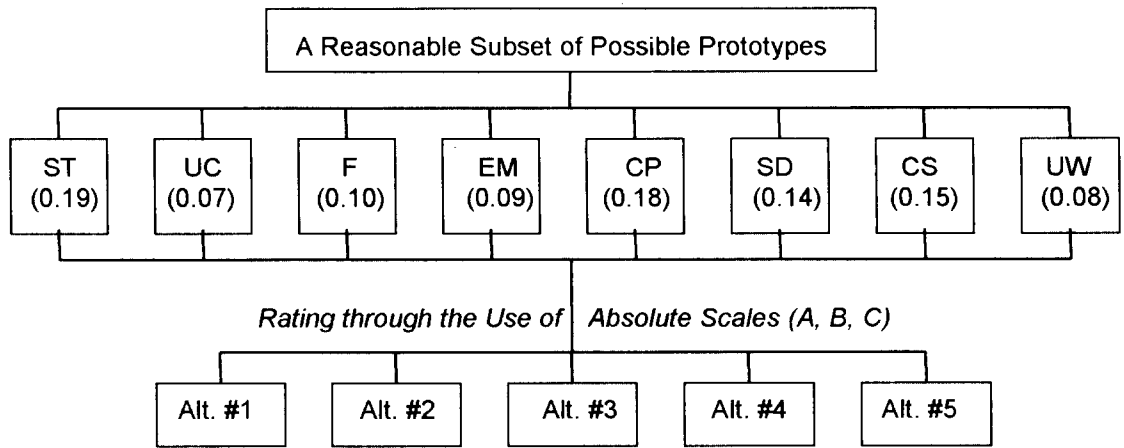 A Reasonable Subset of Possible Prototypes
ST UC F EM CP SD CS UW
(0.19) (0.07) (0.10) (0.09) (0.18) (0.14) (0.15) (0.08)
Rating through the Use of Absolute Scales (A, B, C)
Alt. #1 Alt. #2 Alt. #3 Alt. #4 Alt. #5